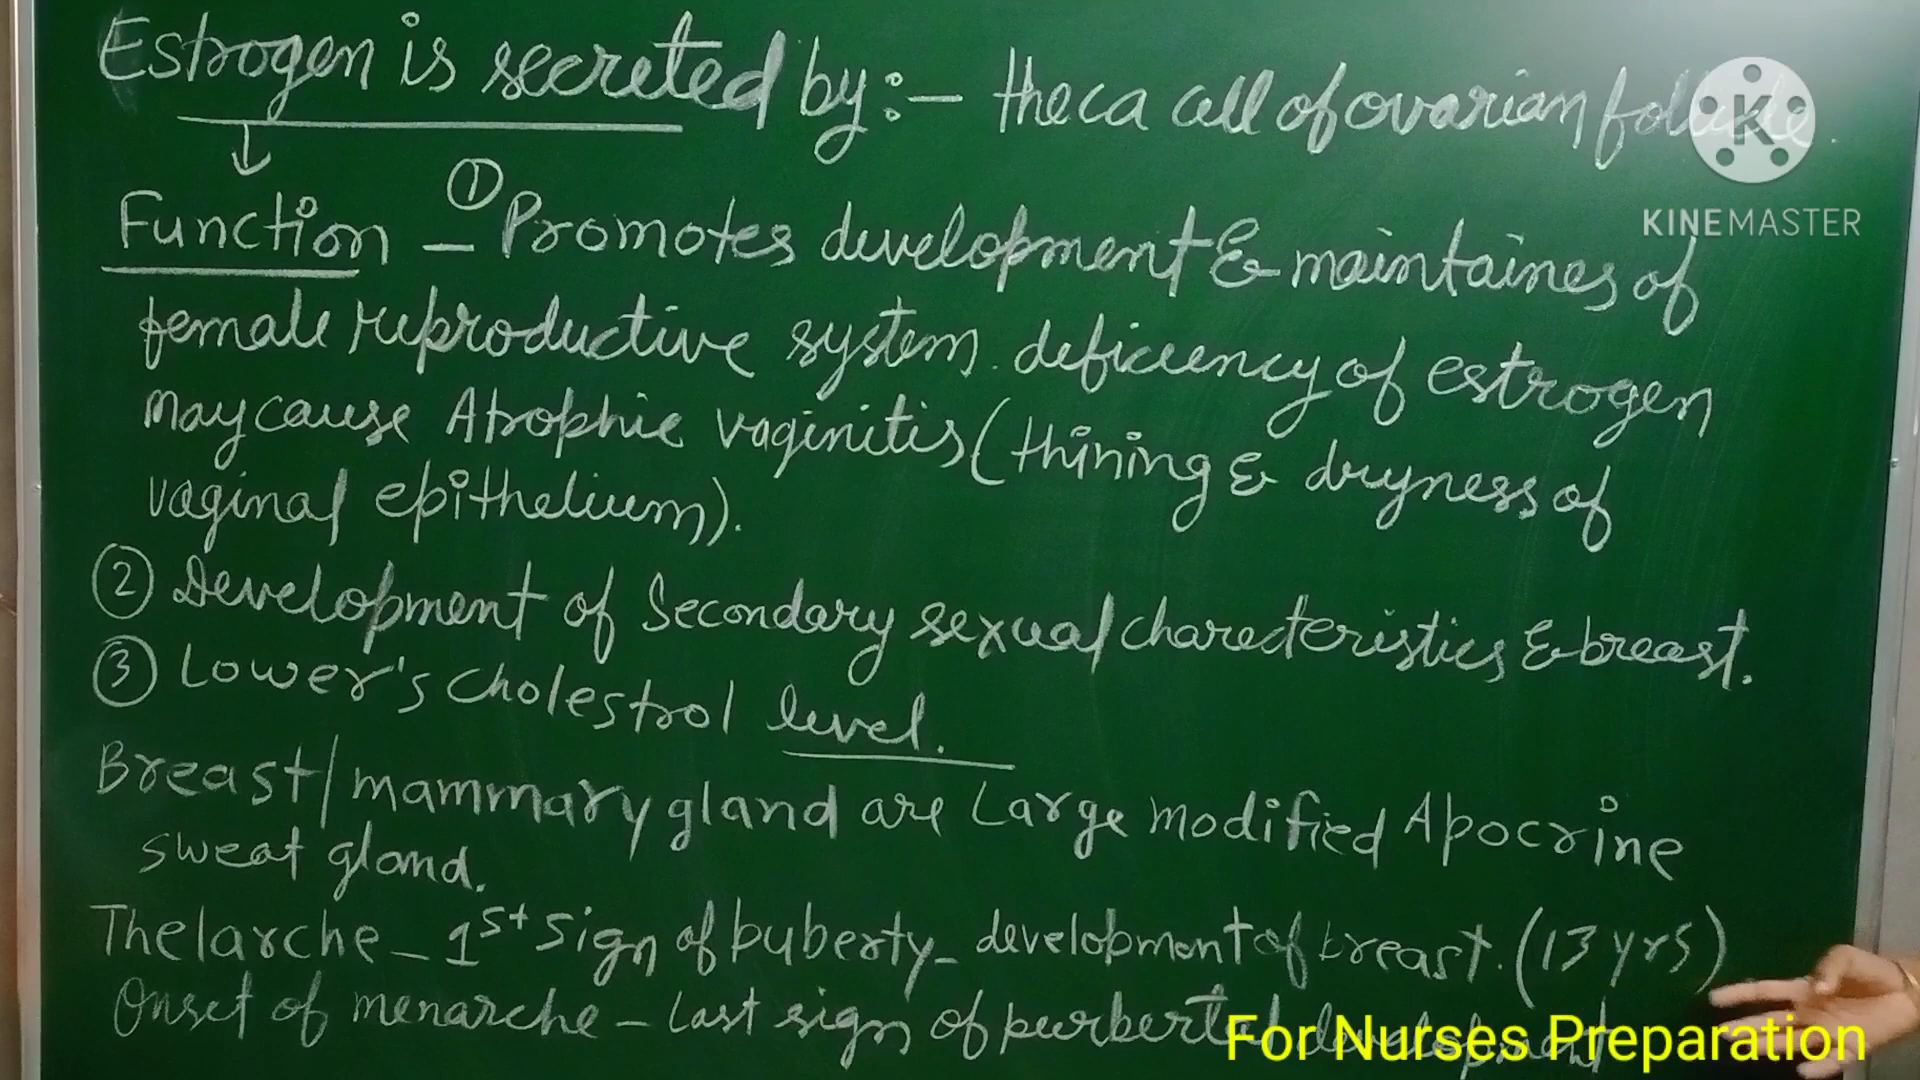 Estrogen is secreted by:- theca cell of ovarian follicle.
K
KINEMASTER
↓
Function - ① Promotes development & maintaines of
female reproductive system. deficiency of estrogen
may cause Atrophic vaginitis (thining & dryness of
vaginal epithelium).
② Development of Secondary sexual charecteristics & breast.
③ Lower's cholestrol level.
Breast/mammary gland are Large modified Apocrine
sweat gland.
Thelarche - 1st sign of puberty - development of breast. (13 yrs)
Onset of menarche - last sign of purbertal development
For Nurses Preparation